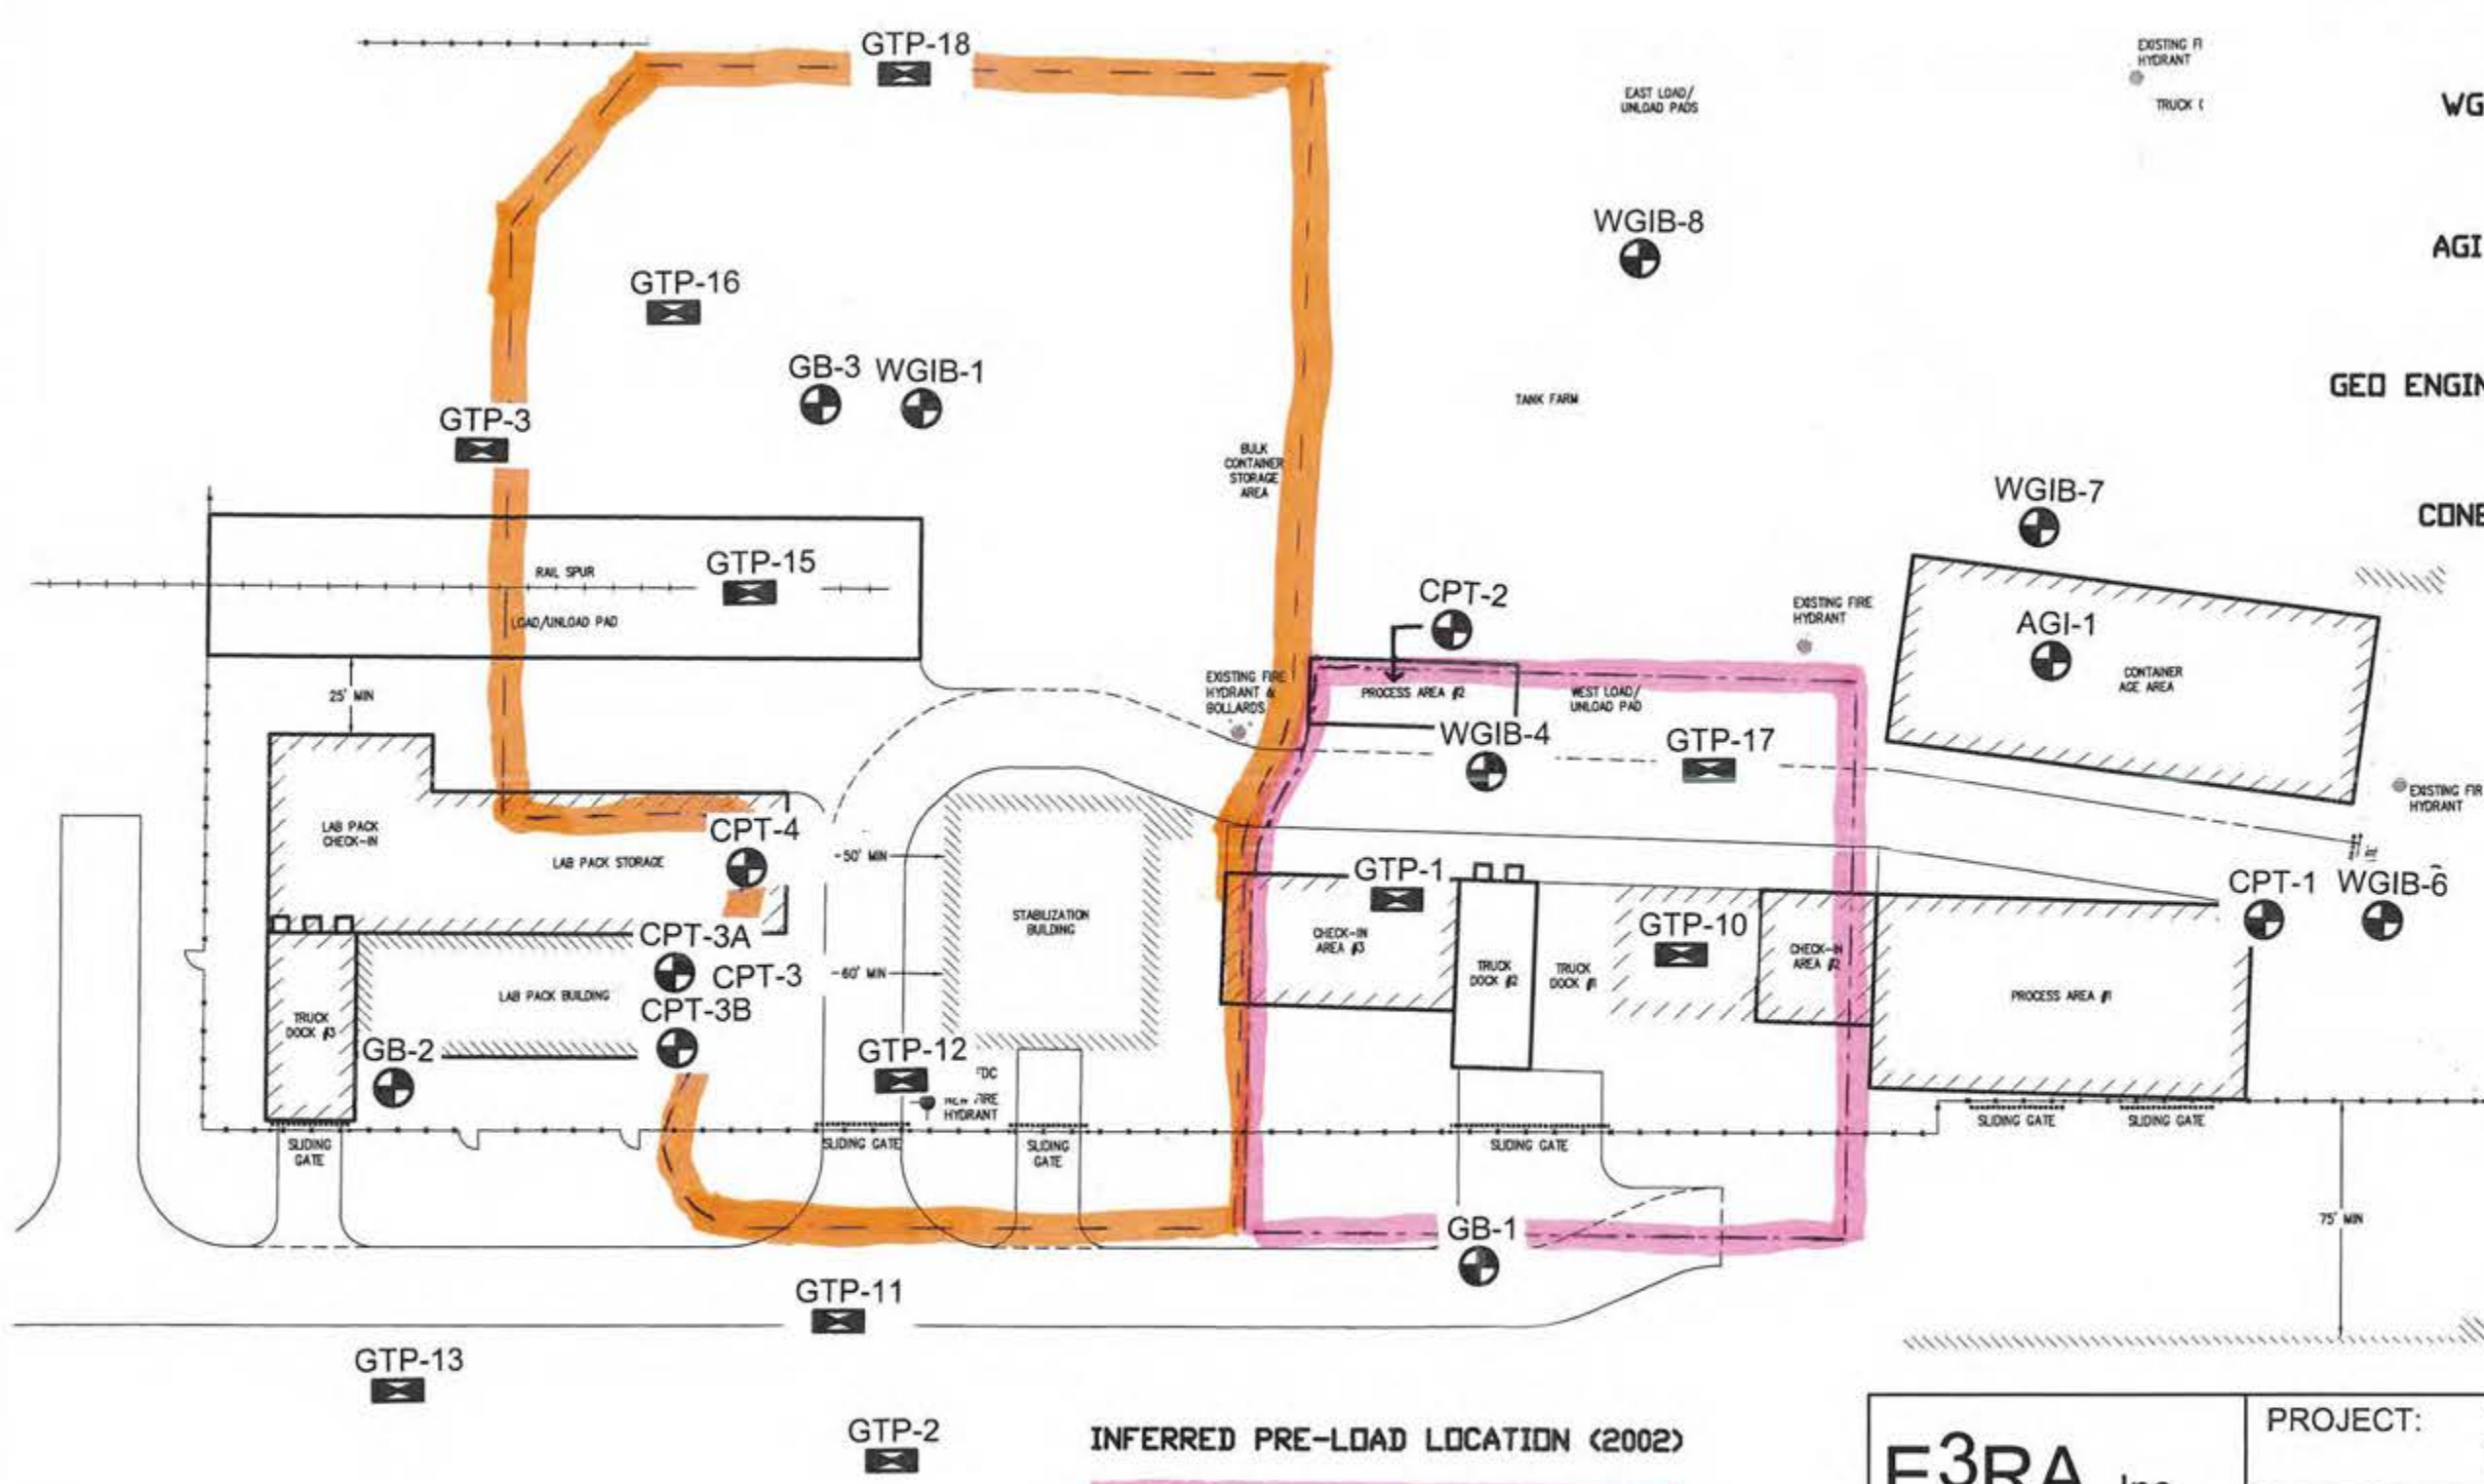 GTP-18
EXISTING FI
HYDRANT
TRUCK
EAST LOAD/
UNLOAD PADS
WG
WGIB-8
AGI
GTP-16
GB-3
WGIB-1
TANK FARM
GEO ENGIN
GTP-3
BULK
CONTAINER
STORAGE
AREA
WGIB-7
CONE
RAIL SPUR
GTP-15
LOAD/UNLOAD PAD
CPT-2
EXISTING FIRE
HYDRANT
AGI-1
CONTAINER
AGE AREA
25' MIN
EXISTING FIRE
HYDRANT &
BOLLARDS
PROCESS AREA #2
WEST LOAD/
UNLOAD PAD
WGIB-4
GTP-17
EXISTING FIR
HYDRANT
LAB PACK
CHECK-IN
LAB PACK STORAGE
CPT-4
50' MIN
GTP-1
CPT-1
WGIB-6
STABILIZATION
BUILDING
CHECK-IN
AREA #3
GTP-10
CHECK-IN
AREA #2
CPT-3A
CPT-3
60' MIN
TRUCK
DOCK #2
TRUCK
DOCK #1
PROCESS AREA #1
LAB PACK BUILDING
CPT-3B
TRUCK
DOCK #3
GB-2
GTP-12
DC
FIRE
HYDRANT
SLIDING
GATE
SLIDING GATE
SLIDING
GATE
SLIDING GATE
SLIDING GATE
SLIDING GATE
GB-1
75' MIN
GTP-11
GTP-13
GTP-2
INFERRED PRE-LOAD LOCATION (2002)
E3RA Inc
PROJECT: